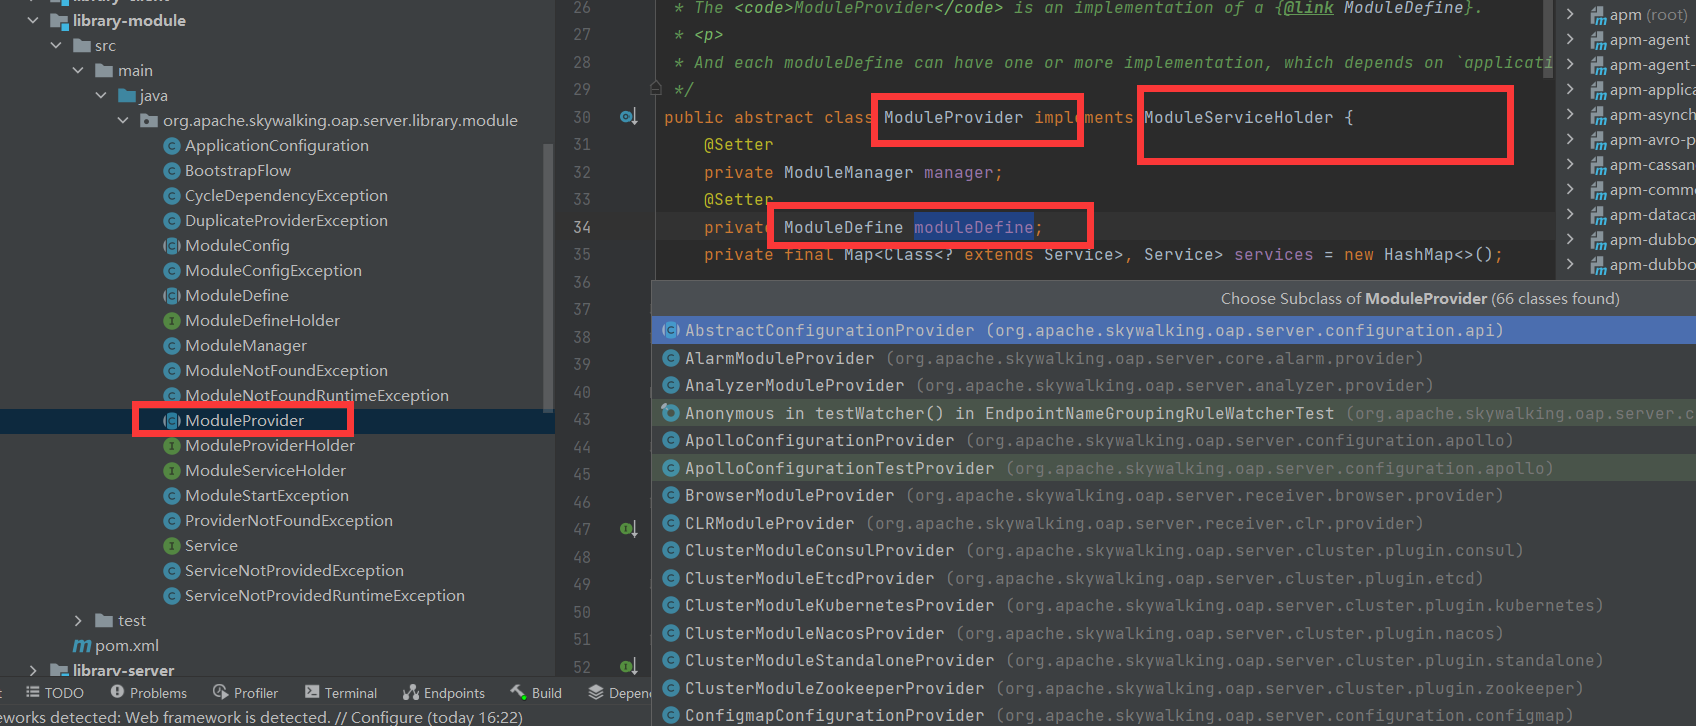 library-module
src
main
java
org.apache.skywalking.oap.server.library.module
ApplicationConfiguration
BootstrapFlow
CycleDependencyException
DuplicateProviderException
ModuleConfig
ModuleConfigException
ModuleDefine
ModuleDefineHolder
ModuleManager
ModuleNotFoundException
ModuleNotFoundRuntimeException
ModuleProvider
ModuleProviderHolder
ModuleServiceHolder
ModuleStartException
ProviderNotFoundException
Service
ServiceNotProvidedException
ServiceNotProvidedRuntimeException
test
pom.xml
library-server
26 * The <code>ModuleProvider</code> is an implementation of a {@link ModuleDefine}.
27 * <p>
28 * And each moduleDefine can have one or more implementation, which depends on `applicati
29 */
30 public abstract class ModuleProvider implements ModuleServiceHolder {
31 @Setter
32 private ModuleManager manager;
33 @Setter
34 private ModuleDefine moduleDefine;
35 private final Map<Class<? extends Service>, Service> services = new HashMap<>();
36
37
38
39
40
43
44
45
46
47
48
49
50
51
52
Choose Subclass of ModuleProvider (66 classes found)
AbstractConfigurationProvider (org.apache.skywalking.oap.server.configuration.api)
AlarmModuleProvider (org.apache.skywalking.oap.server.core.alarm.provider)
AnalyzerModuleProvider (org.apache.skywalking.oap.server.analyzer.provider)
Anonymous in testWatcher() in EndpointNameGroupingRuleWatcherTest (org.apache.skywalking.oap.server.c
ApolloConfigurationProvider (org.apache.skywalking.oap.server.configuration.apollo)
ApolloConfigurationTestProvider (org.apache.skywalking.oap.server.configuration.apollo)
BrowserModuleProvider (org.apache.skywalking.oap.server.receiver.browser.provider)
CLRModuleProvider (org.apache.skywalking.oap.server.receiver.clr.provider)
ClusterModuleConsulProvider (org.apache.skywalking.oap.server.cluster.plugin.consul)
ClusterModuleEtcdProvider (org.apache.skywalking.oap.server.cluster.plugin.etcd)
ClusterModuleKubernetesProvider (org.apache.skywalking.oap.server.cluster.plugin.kubernetes)
ClusterModuleNacosProvider (org.apache.skywalking.oap.server.cluster.plugin.nacos)
ClusterModuleStandaloneProvider (org.apache.skywalking.oap.server.cluster.plugin.standalone)
ClusterModuleZookeeperProvider (org.apache.skywalking.oap.server.cluster.plugin.zookeeper)
ConfigmapConfigurationProvider (org.apache.skywalking.oap.server.configuration.configmap)
apm (root)
apm-agent
apm-agent-
apm-applica
apm-asynch
apm-avro-p
apm-cassan
apm-comm
apm-dataca
apm-dubbo
apm-dubbo
TODO Problems Profiler Terminal Endpoints Build Depen
eworks detected: Web framework is detected. // Configure (today 16:22)